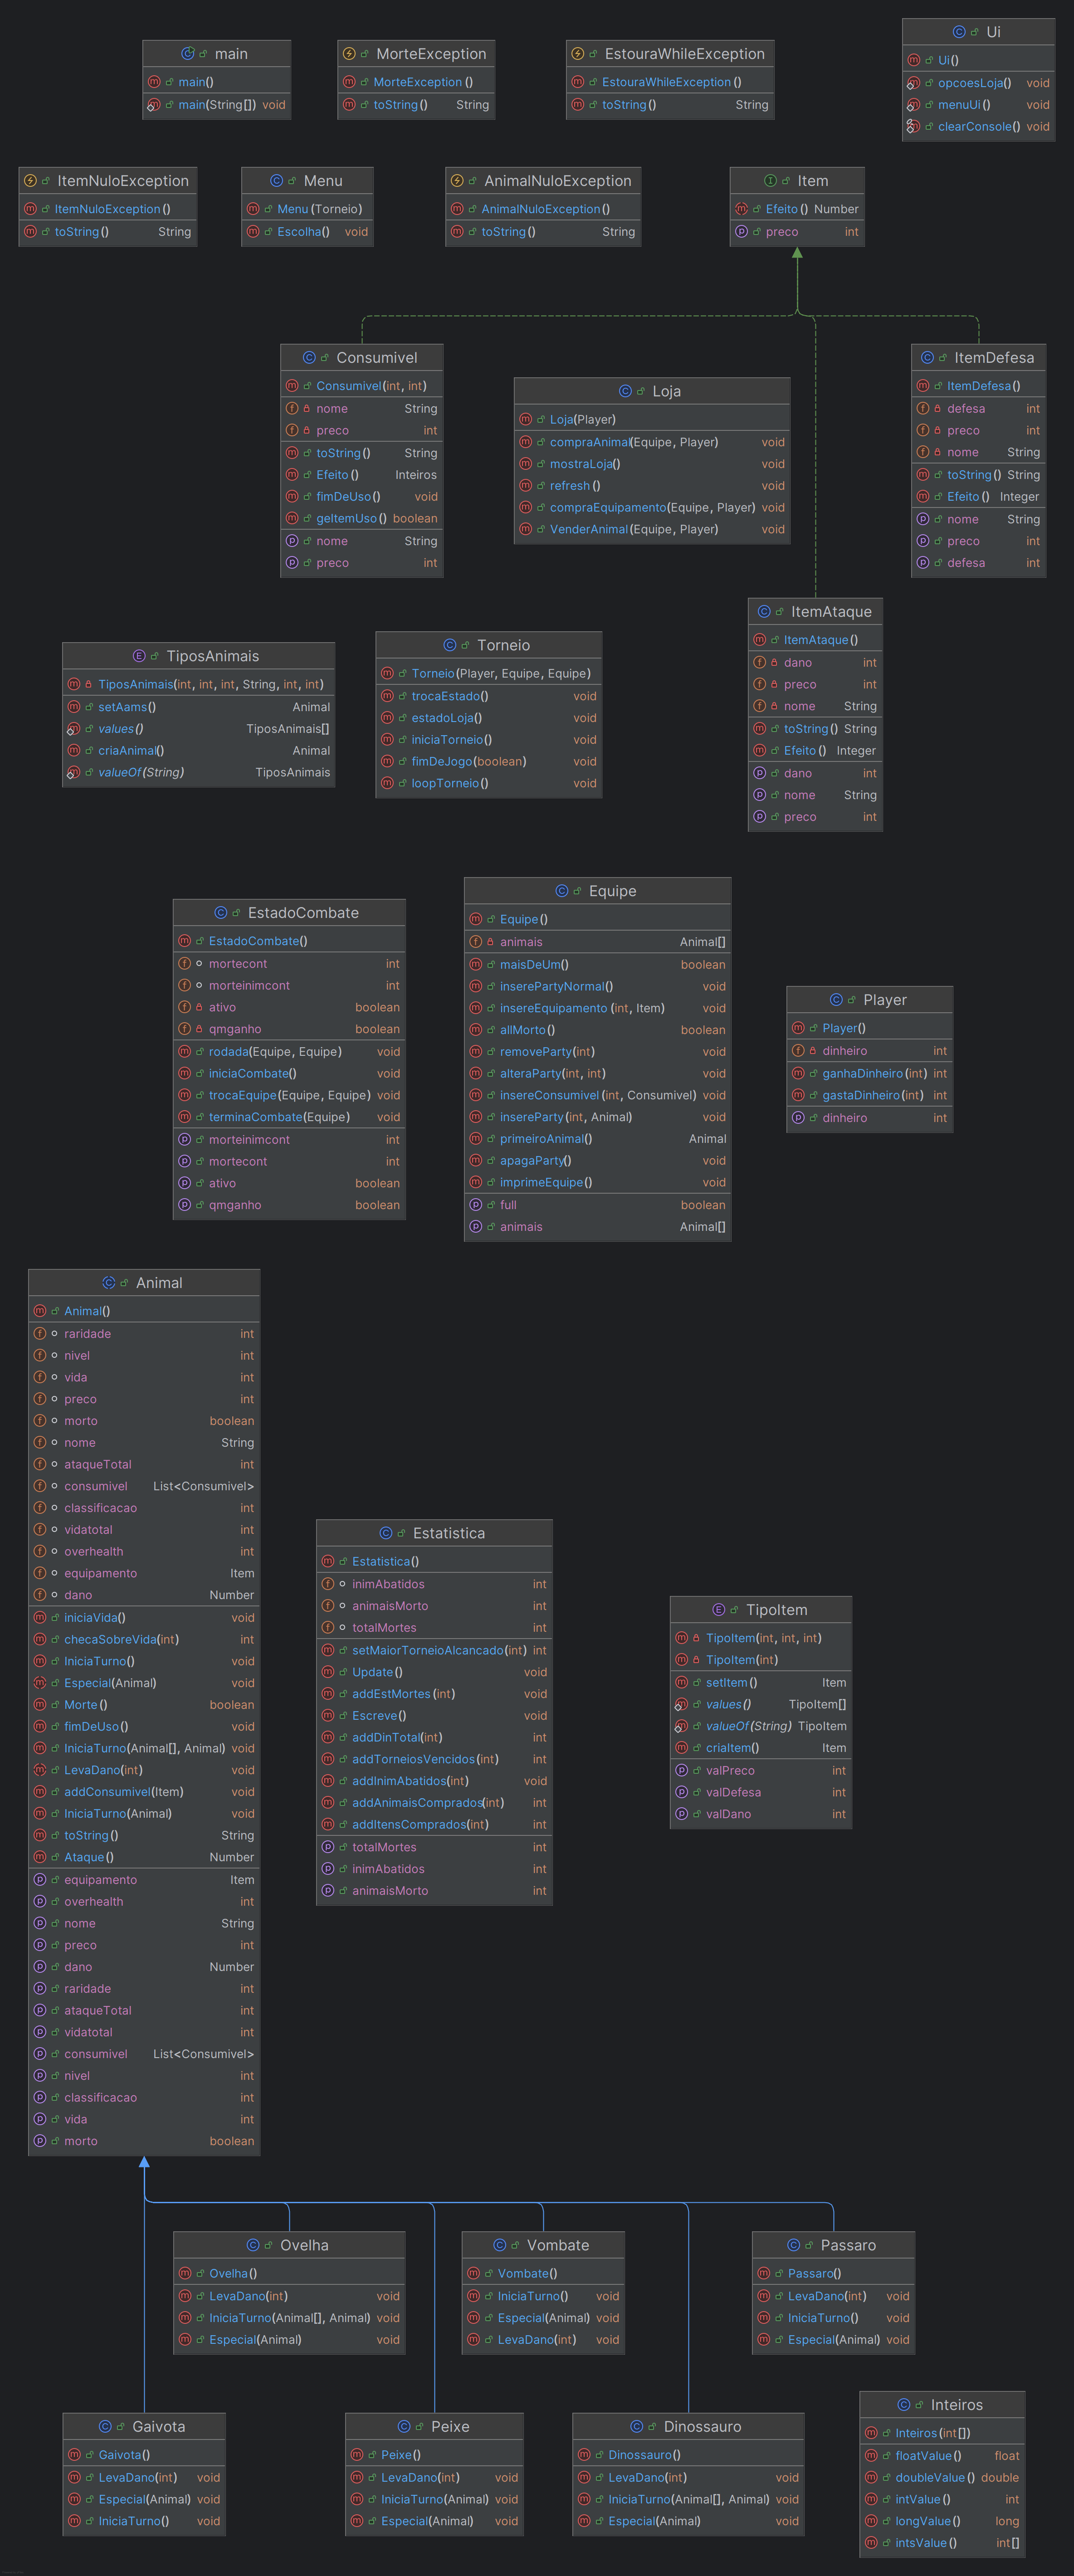 main
main()
main(String[]) void
MorteException
MorteException()
toString() String
EstouraWhileException
EstouraWhileException()
toString() String
Ui
Ui()
opcoesLoja() void
menuUi() void
clearConsole() void
ItemNuloException
ItemNuloException()
toString() String
Menu
Menu(Torneio)
Escolha() void
AnimalNuloException
AnimalNuloException()
toString() String
Item
Efeito() Number
preco int
Consumivel
Consumivel(int, int)
nome String
preco int
toString() String
Efeito() Inteiros
fimDeUso() void
geItemUso() boolean
nome String
preco int
Loja
Loja(Player)
compraAnimal(Equipe, Player) void
mostraLoja() void
refresh() void
compraEquipamento(Equipe, Player) void
VenderAnimal(Equipe, Player) void
ItemDefesa
ItemDefesa()
defesa int
preco int
nome String
toString() String
Efeito() Integer
nome String
preco int
defesa int
ItemAtaque
ItemAtaque()
dano int
preco int
nome String
toString() String
Efeito() Integer
dano int
nome String
preco int
TiposAnimais
TiposAnimais(int, int, int, String, int, int)
setAams() Animal
values() TiposAnimais[]
criaAnimal() Animal
valueOf(String) TiposAnimais
Torneio
Torneio(Player, Equipe, Equipe)
trocaEstado() void
estadoLoja() void
iniciaTorneio() void
fimDeJogo(boolean) void
loopTorneio() void
EstadoCombate
EstadoCombate()
mortecont int
morteinimcont int
ativo boolean
qmganho boolean
rodada(Equipe, Equipe) void
iniciaCombate() void
trocaEquipe(Equipe, Equipe) void
terminaCombate(Equipe) void
morteinimcont int
mortecont int
ativo boolean
qmganho boolean
Equipe
Equipe()
animais Animal[]
maisDeUm() boolean
inserePartyNormal() void
insereEquipamento(int, Item) void
allMorto() boolean
removeParty(int) void
alteraParty(int, int) void
insereConsumivel(int, Consumivel) void
insereParty(int, Animal) void
primeiroAnimal() Animal
apagaParty() void
imprimeEquipe() void
full boolean
animais Animal[]
Player
Player()
dinheiro int
ganhaDinheiro(int) int
gastaDinheiro(int) int
dinheiro int
Animal
Animal()
raridade int
nivel int
vida int
preco int
morto boolean
nome String
ataqueTotal int
consumivel List<Consumivel>
classificacao int
vidatotal int
overhealth int
equipamento Item
dano Number
iniciaVida() void
checaSobreVida(int) int
IniciaTurno() void
Especial(Animal) void
Morte() boolean
fimDeUso() void
IniciaTurno(Animal[], Animal) void
LevaDano(int) void
addConsumivel(Item) void
IniciaTurno(Animal) void
toString() String
Ataque() Number
equipamento Item
overhealth int
nome String
preco int
dano Number
raridade int
ataqueTotal int
vidatotal int
consumivel List<Consumivel>
nivel int
classificacao int
vida int
morto boolean
Estatistica
Estatistica()
inimAbatidos int
animaisMorto int
totalMortes int
setMaiorTorneioAlcancado(int) int
Update() void
addEstMortes(int) void
Escreve() void
addDinTotal(int) int
addTorneiosVencidos(int) int
addInimAbatidos(int) void
addAnimaisComprados(int) int
addItensComprados(int) int
totalMortes int
inimAbatidos int
animaisMorto int
TipoItem
TipoItem(int, int, int)
TipoItem(int)
setItem() Item
values() TipoItem[]
valueOf(String) TipoItem
criaItem() Item
valPreco int
valDefesa int
valDano int
Ovelha
Ovelha()
LevaDano(int) void
IniciaTurno(Animal[], Animal) void
Especial(Animal) void
Vombate
Vombate()
IniciaTurno() void
Especial(Animal) void
LevaDano(int) void
Passaro
Passaro()
LevaDano(int) void
IniciaTurno() void
Especial(Animal) void
Gaivota
Gaivota()
LevaDano(int) void
Especial(Animal) void
IniciaTurno() void
Peixe
Peixe()
LevaDano(int) void
IniciaTurno(Animal) void
Especial(Animal) void
Dinossauro
Dinossauro()
LevaDano(int) void
IniciaTurno(Animal[], Animal) void
Especial(Animal) void
Inteiros
Inteiros(int[])
floatValue() float
doubleValue() double
intValue() int
longValue() long
intsValue() int[]